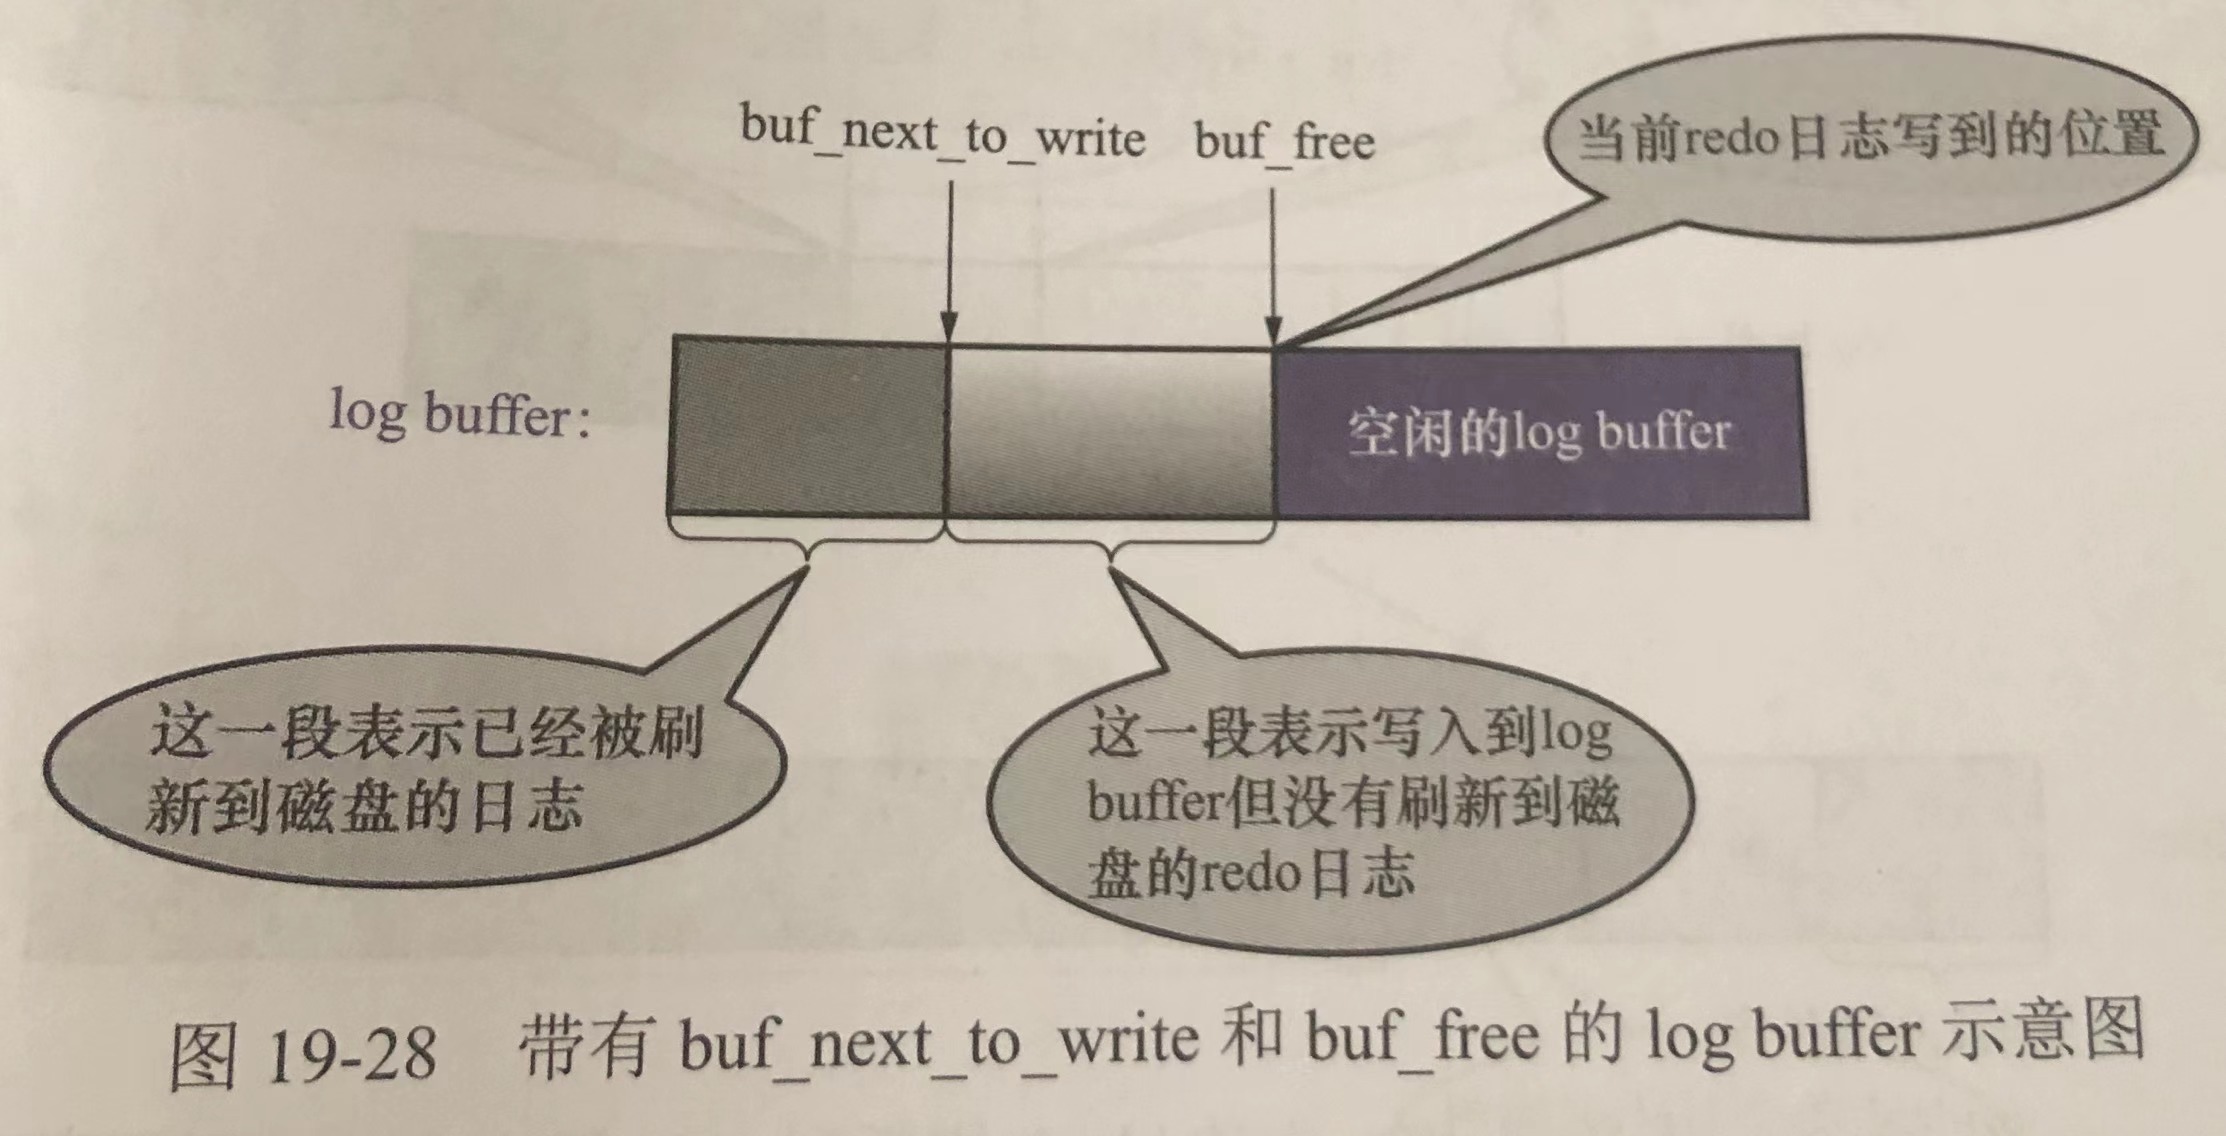 buf_next_to_write
buf_free
当前redo日志写到的位置
log buffer:
空闲的log buffer
这一段表示已经被刷
新到磁盘的日志
这一段表示写入到log
buffer但没有刷新到磁
盘的redo日志
图 19-28 带有 buf_next_to_write 和 buf_free 的 log buffer 示意图